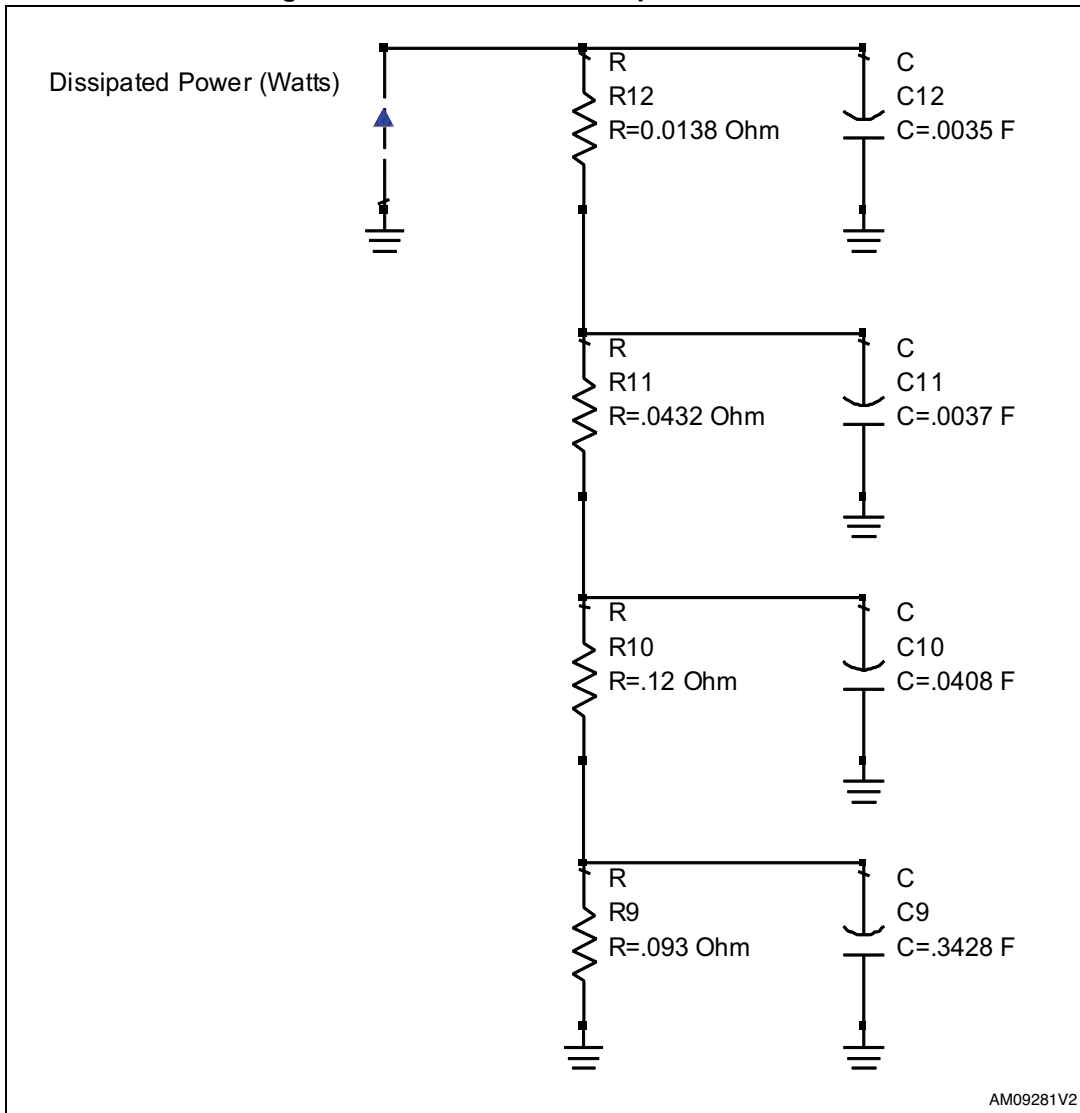 Dissipated Power (Watts)
R
R12
R=0.0138 Ohm
C
C12
C=.0035 F
R
R11
R=.0432 Ohm
C
C11
C=.0037 F
R
R10
R=.12 Ohm
C
C10
C=.0408 F
R
R9
R=.093 Ohm
C
C9
C=.3428 F
AM09281V2